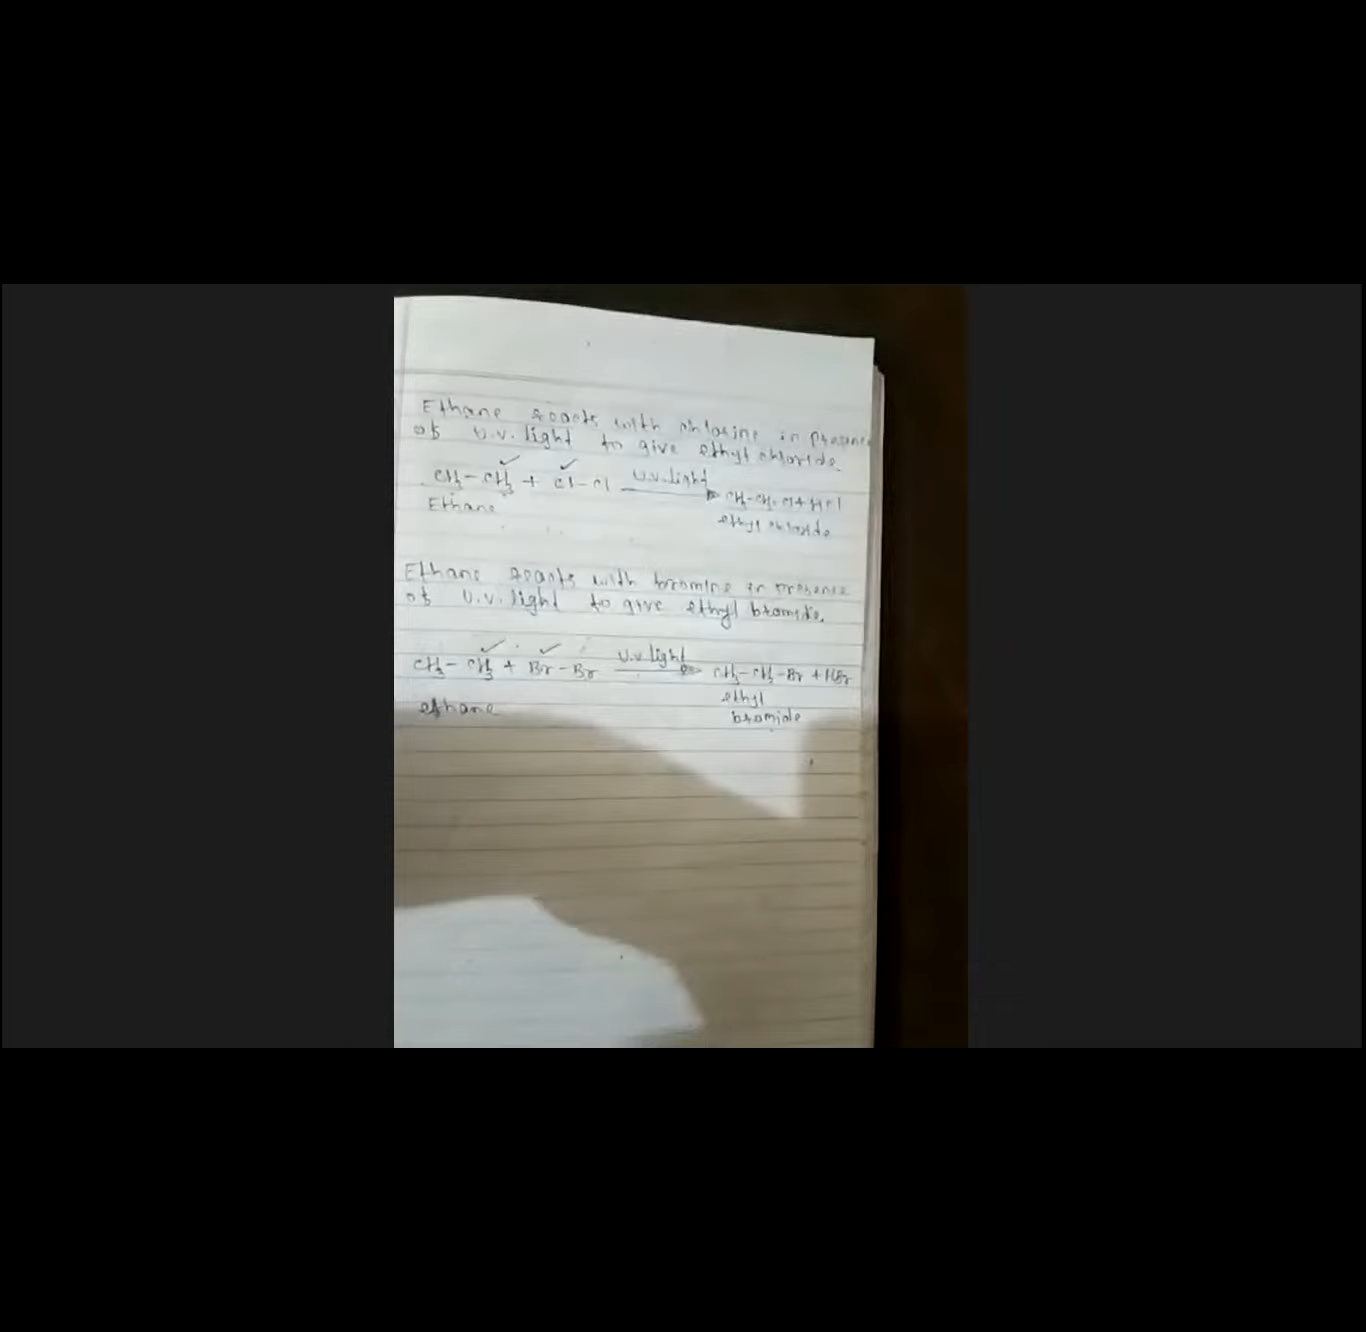 Ethane reacts with chlorine in presence
of U.V. light to give ethyl chloride.
CH3 - CH3 + Cl - Cl U.V. light CH3-CH2-Cl + HCl
Ethane ethyl chloride
Ethane reacts with bromine in presence
of U.V. light to give ethyl bromide.
CH3 - CH3 + Br - Br U.V. light CH3-CH3-Br + HBr
ethane ethyl
bromide